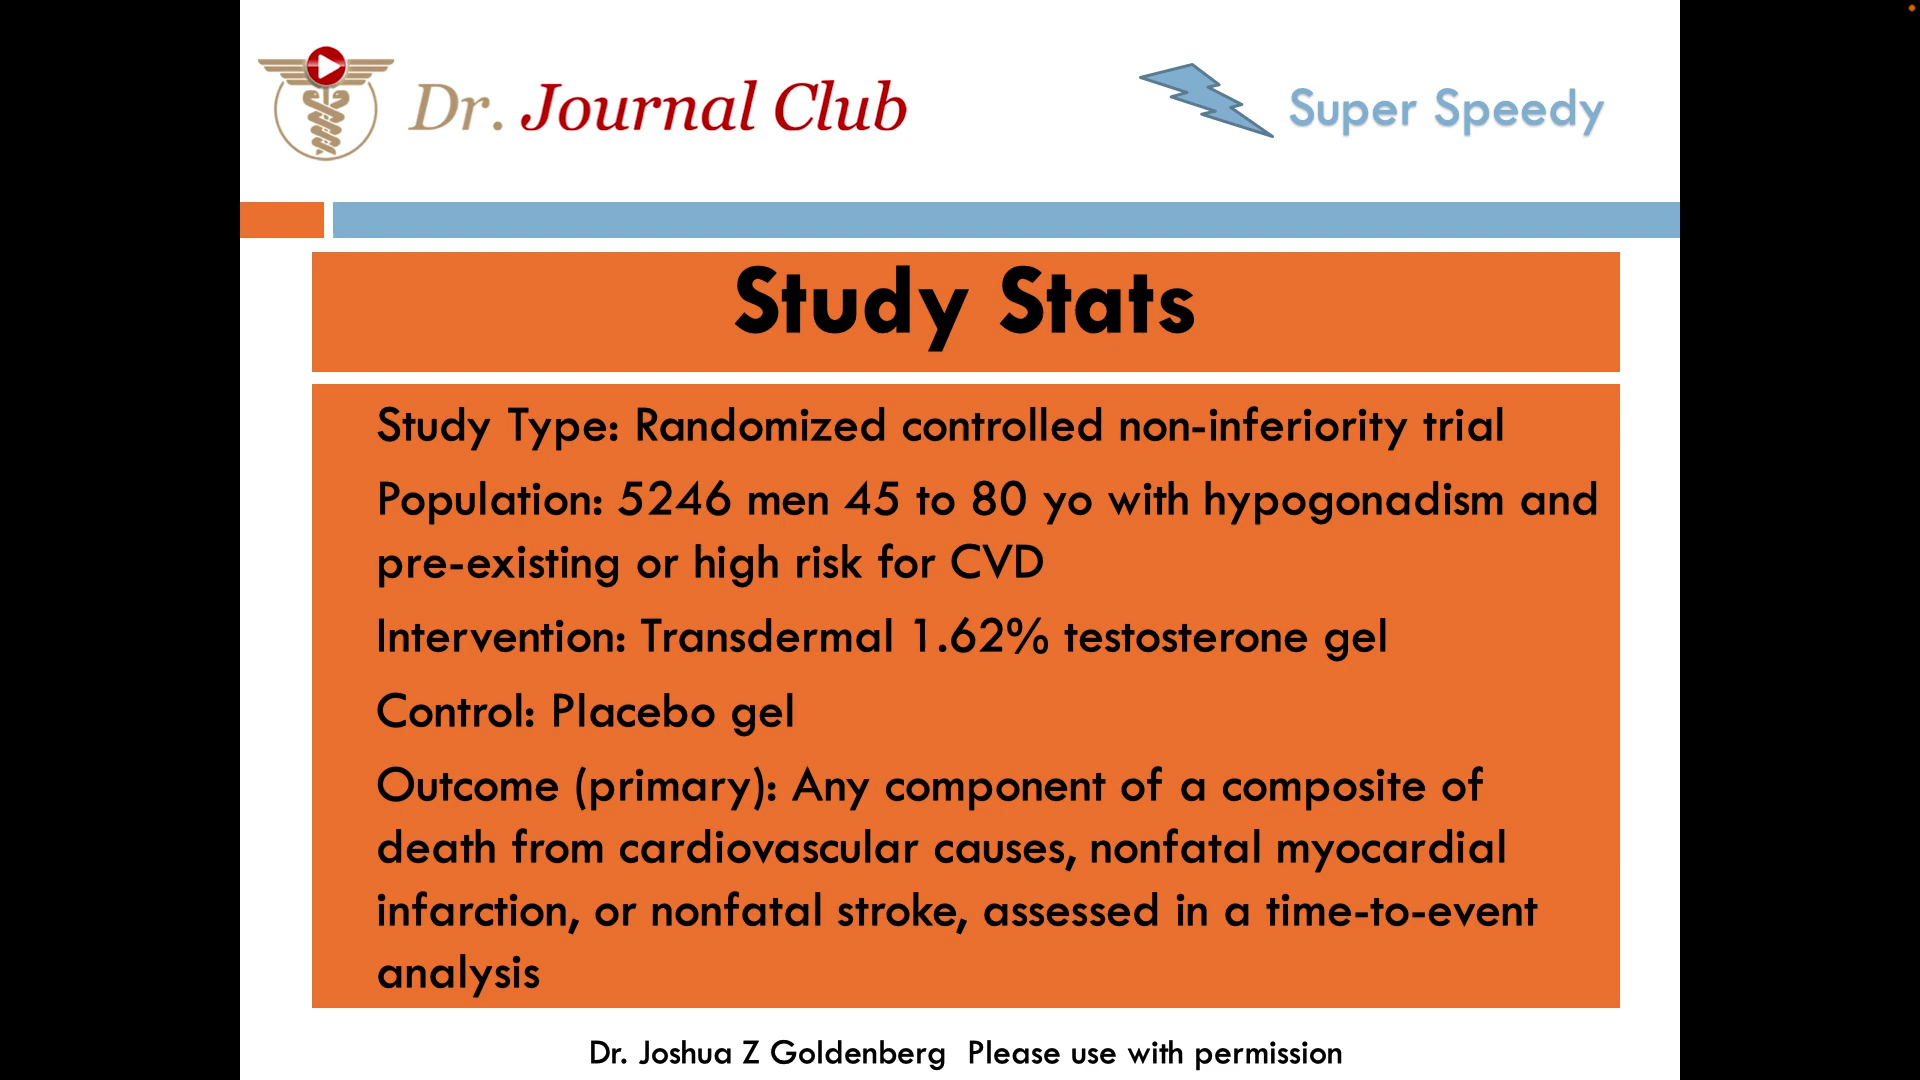 Dr. Journal Club
Super Speedy
Study Stats
Study Type: Randomized controlled non-inferiority trial
Population: 5246 men 45 to 80 yo with hypogonadism and
pre-existing or high risk for CVD
Intervention: Transdermal 1.62% testosterone gel
Control: Placebo gel
Outcome (primary): Any component of a composite of
death from cardiovascular causes, nonfatal myocardial
infarction, or nonfatal stroke, assessed in a time-to-event
analysis
Dr. Joshua Z Goldenberg  Please use with permission